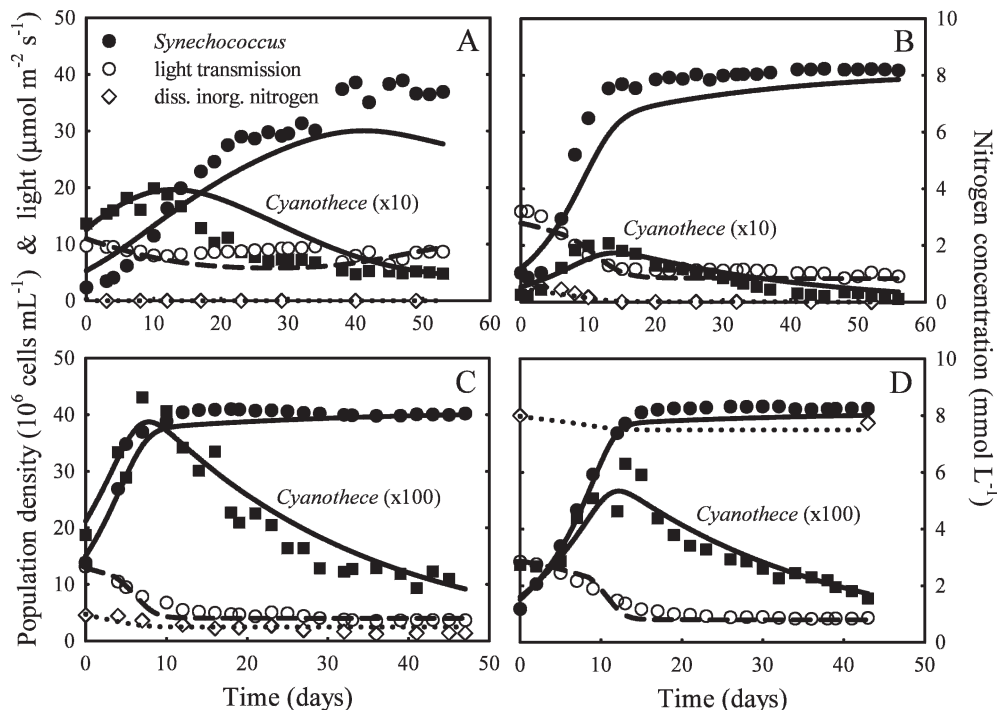 Population density (10⁶ cells mL⁻¹) & light (µmol m⁻² s⁻¹)
50
40
30
20
10
0
A
Synechococcus
light transmission
diss. inorg. nitrogen
Cyanothece (x10)
0 10 20 30 40 50 60
B
Cyanothece (x10)
10
8
6
4
2
0
0 10 20 30 40 50 60
Nitrogen concentration (mmol L⁻¹)
50
40
30
20
10
0
C
Cyanothece (x100)
0 10 20 30 40 50
Time (days)
D
Cyanothece (x100)
10
8
6
4
2
0
0 10 20 30 40 50
Time (days)